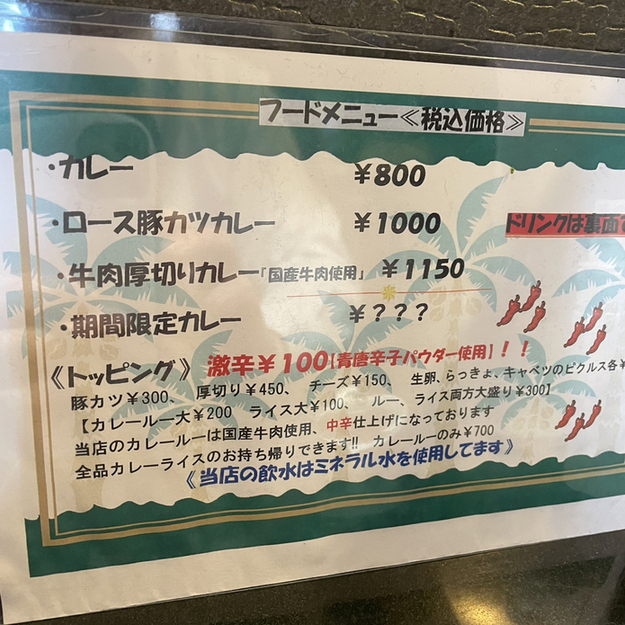 フードメニュー≪税込価格≫
・カレー ￥800
・ロース豚カツカレー ￥1000
ドリンクは裏面で
・牛肉厚切りカレー「国産牛肉使用」 ￥1150
・期間限定カレー ￥？？？
《トッピング》 激辛￥100【青唐辛子パウダー使用】！！
豚カツ￥300、 厚切り￥450、 チーズ￥150、 生卵、らっきょ、キャベツのピクルス各￥
【カレールー大￥200 ライス大￥100、 ルー、ライス両方大盛り￥300】
当店のカレールーは国産牛肉使用、中辛仕上げになっております
全品カレーライスのお持ち帰りできます!! カレールーのみ￥700
《当店の飲水はミネラル水を使用してます》